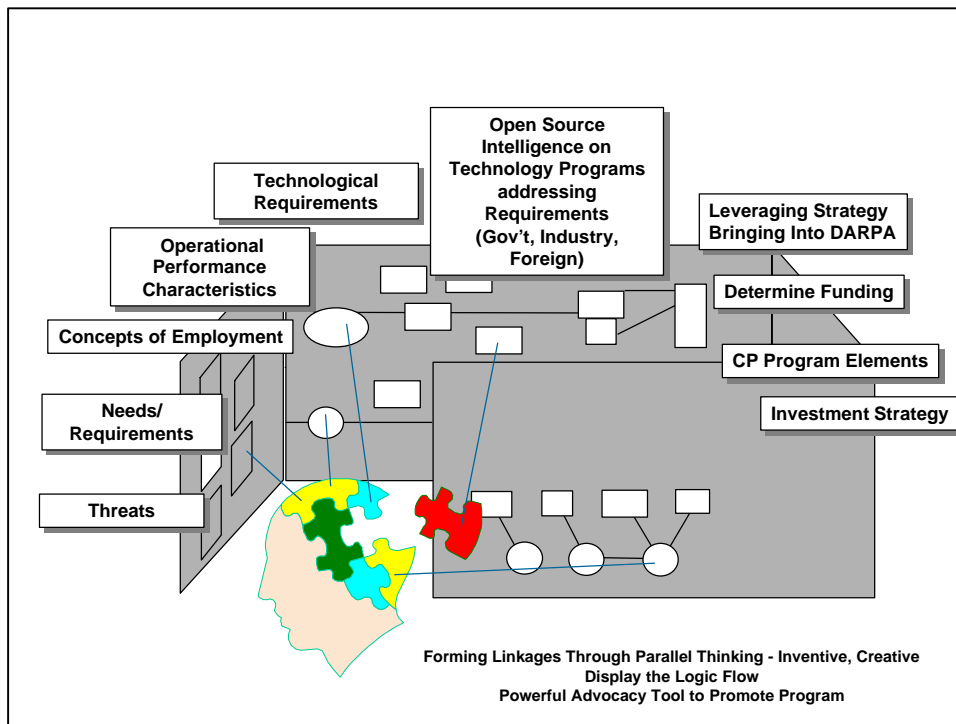 Open Source
Intelligence on
Technology Programs
addressing
Requirements
(Gov't, Industry,
Foreign)
Technological
Requirements
Operational
Performance
Characteristics
Concepts of Employment
Needs/
Requirements
Threats
Leveraging Strategy
Bringing Into DARPA
Determine Funding
CP Program Elements
Investment Strategy
Forming Linkages Through Parallel Thinking - Inventive, Creative
Display the Logic Flow
Powerful Advocacy Tool to Promote Program